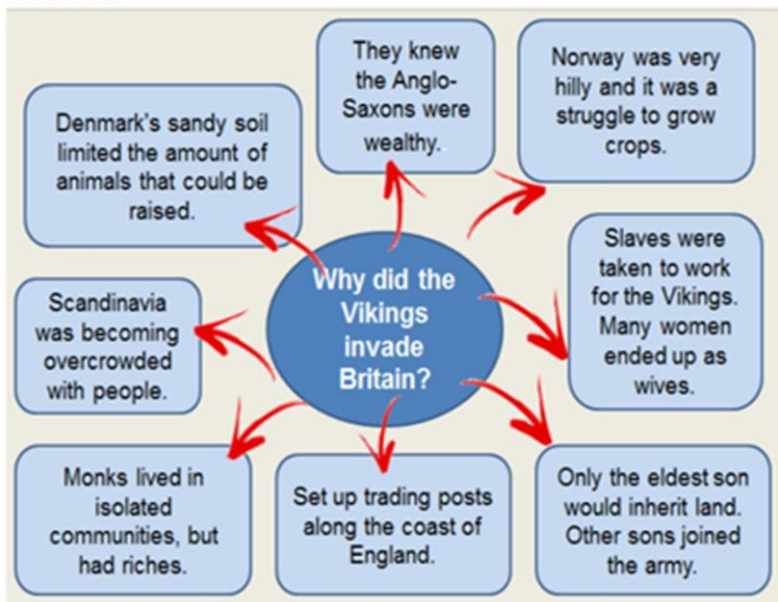 They knew
the Anglo-
Saxons were
wealthy.
Norway was very
hilly and it was a
struggle to grow
crops.
Denmark's sandy soil
limited the amount of
animals that could be
raised.
Why did the
Vikings
invade
Britain?
Slaves were
taken to work
for the Vikings.
Many women
ended up as
wives.
Scandinavia
was becoming
overcrowded
with people.
Monks lived in
isolated
communities, but
had riches.
Set up trading posts
along the coast of
England.
Only the eldest son
would inherit land.
Other sons joined
the army.